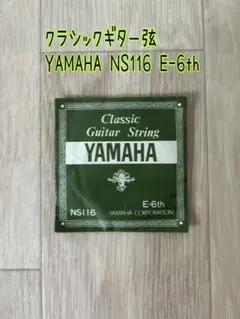 クラシックギター弦
YAMAHA NS116 E-6th
Classic
Guitar String
YAMAHA
E-6th
NS116 YAMAHA CORPORATION